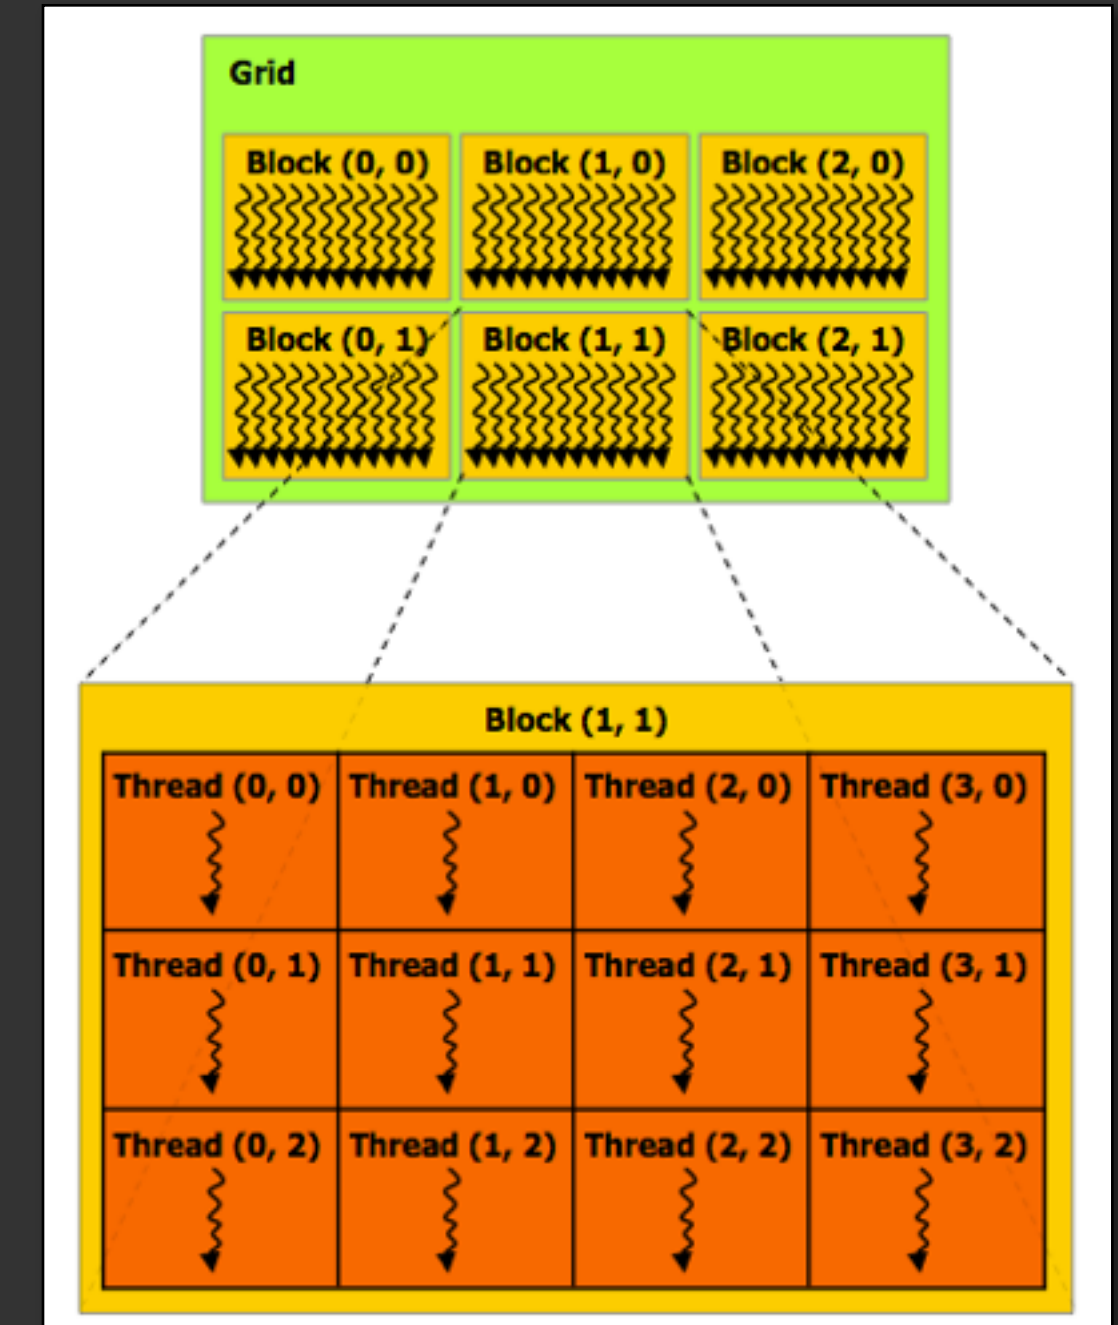 Grid
Block (0, 0) Block (1, 0) Block (2, 0)
Block (0, 1) Block (1, 1) Block (2, 1)
Block (1, 1)
Thread (0, 0) Thread (1, 0) Thread (2, 0) Thread (3, 0)
Thread (0, 1) Thread (1, 1) Thread (2, 1) Thread (3, 1)
Thread (0, 2) Thread (1, 2) Thread (2, 2) Thread (3, 2)